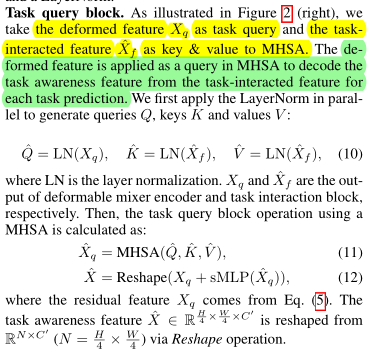 and a LayerNorm.
Task query block. As illustrated in Figure 2 (right), we
take the deformed feature X_q as task query and the task-
interacted feature X̂_f as key & value to MHSA. The de-
formed feature is applied as a query in MHSA to decode the
task awareness feature from the task-interacted feature for
each task prediction. We first apply the LayerNorm in paral-
lel to generate queries Q, keys K and values V:
Q̂ = LN(X_q), K̂ = LN(X̂_f), V̂ = LN(X̂_f), (10)
where LN is the layer normalization. X_q and X̂_f are the out-
put of deformable mixer encoder and task interaction block,
respectively. Then, the task query block operation using a
MHSA is calculated as:
X̂_q = MHSA(Q̂, K̂, V̂), (11)
X̂ = Reshape(X_q + sMLP(X̂_q)), (12)
where the residual feature X_q comes from Eq. (5). The
task awareness feature X̂ ∈ ℝ^{H/4 × W/4 × C′} is reshaped from
ℝ^{N×C′} (N = H/4 × W/4) via Reshape operation.